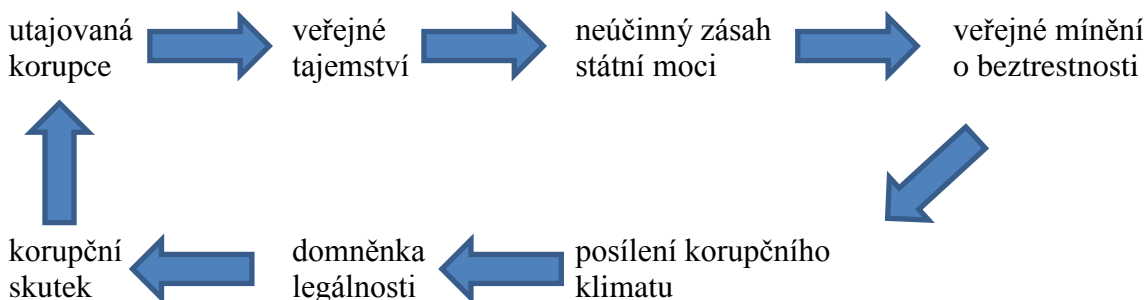 utajovaná
korupce
veřejné
tajemství
neúčinný zásah
státní moci
veřejné mínění
o beztrestnosti
korupční
skutek
domněnka
legálnosti
posílení korupčního
klimatu